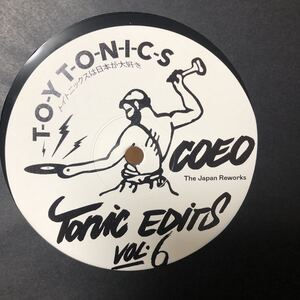 T-O-Y T-O-N-I-C-S
トイトニックスは日本が大好き
COEO
The Japan Reworks
TONIC EDITS
VOL: 6